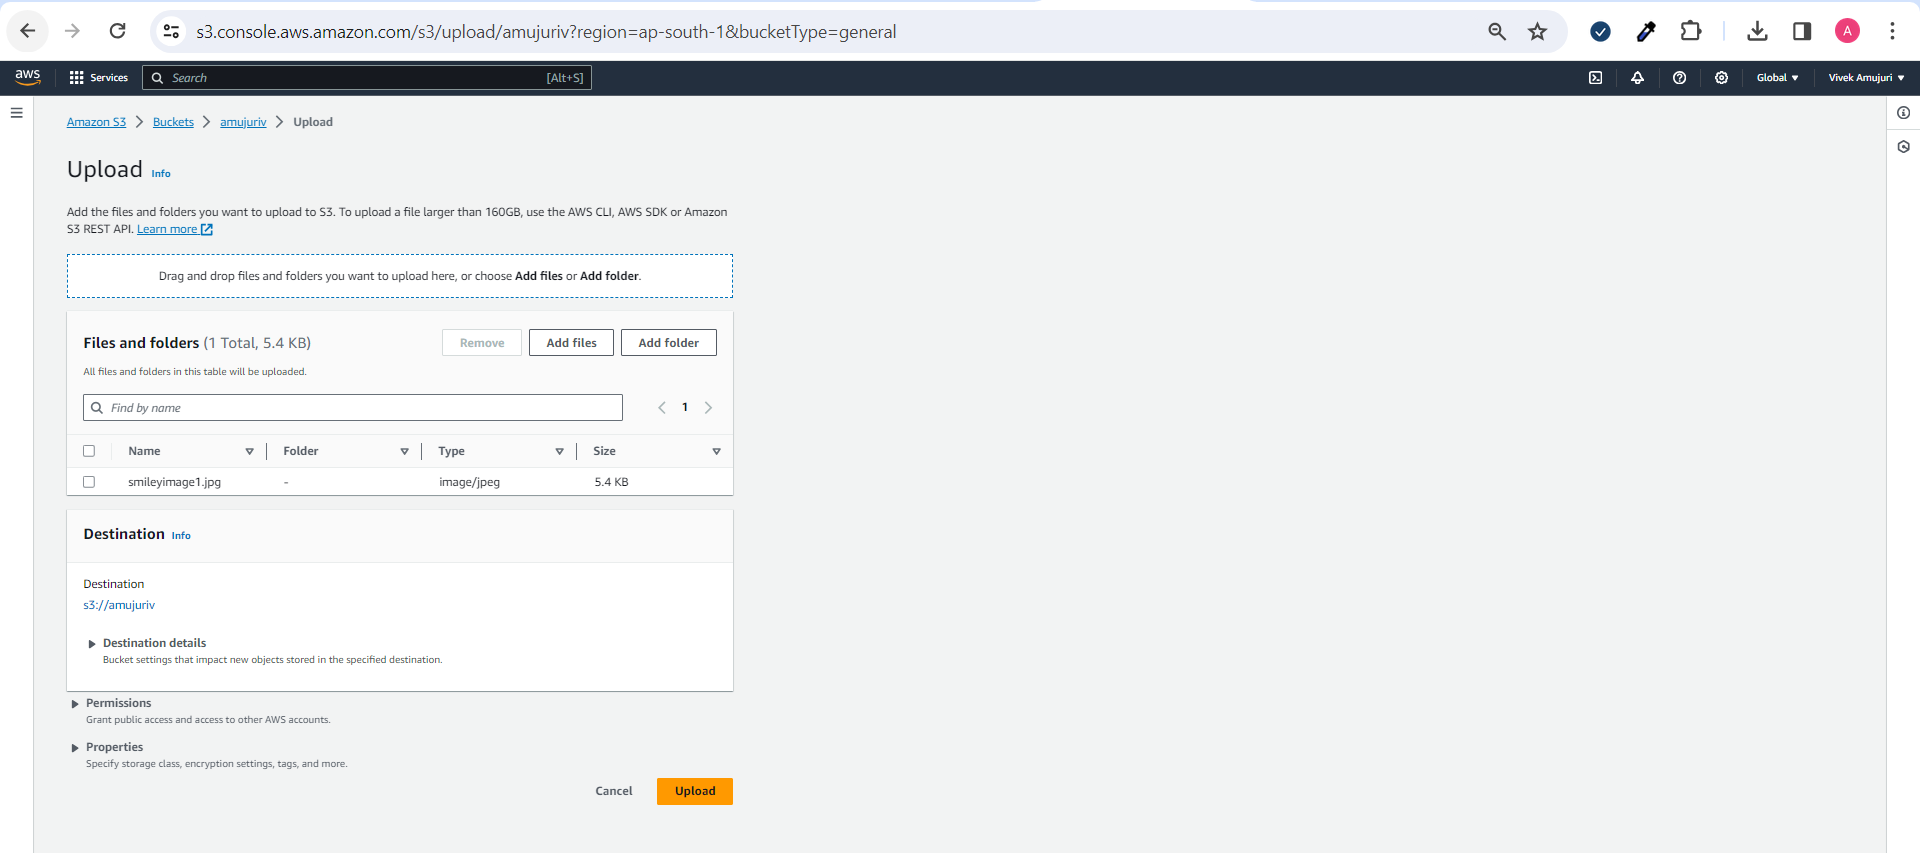 s3.console.aws.amazon.com/s3/upload/amujuriv?region=ap-south-1&bucketType=general
A
aws Services Search [Alt+S] Global Vivek Amujuri
Amazon S3 Buckets amujuriv Upload
Upload Info
Add the files and folders you want to upload to S3. To upload a file larger than 160GB, use the AWS CLI, AWS SDK or Amazon
S3 REST API. Learn more
Drag and drop files and folders you want to upload here, or choose Add files or Add folder.
Files and folders (1 Total, 5.4 KB) Remove Add files Add folder
All files and folders in this table will be uploaded.
Find by name 1
Name Folder Type Size
smileyimage1.jpg - image/jpeg 5.4 KB
Destination Info
Destination
s3://amujuriv
Destination details
Bucket settings that impact new objects stored in the specified destination.
Permissions
Grant public access and access to other AWS accounts.
Properties
Specify storage class, encryption settings, tags, and more.
Cancel Upload